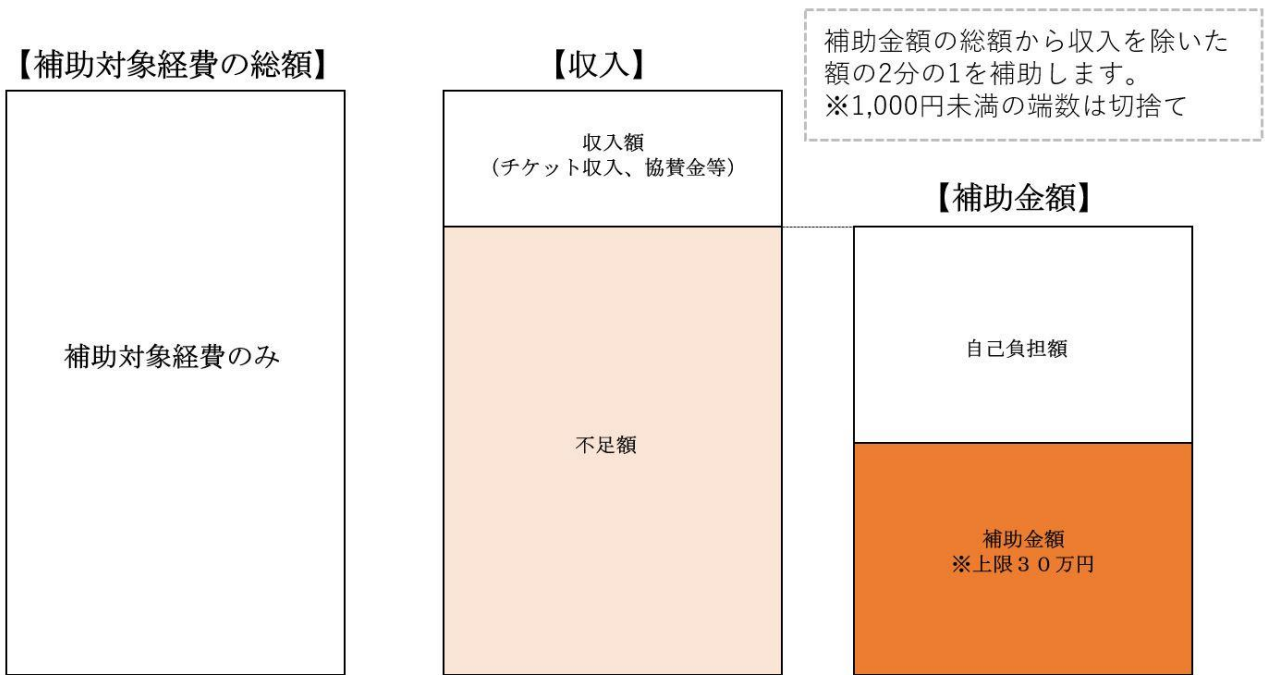 【補助対象経費の総額】
補助対象経費のみ
【収入】
収入額
(チケット収入、協賛金等)
不足額
補助金額の総額から収入を除いた
額の2分の1を補助します。
※1,000円未満の端数は切捨て
【補助金額】
自己負担額
補助金額
※上限３０万円